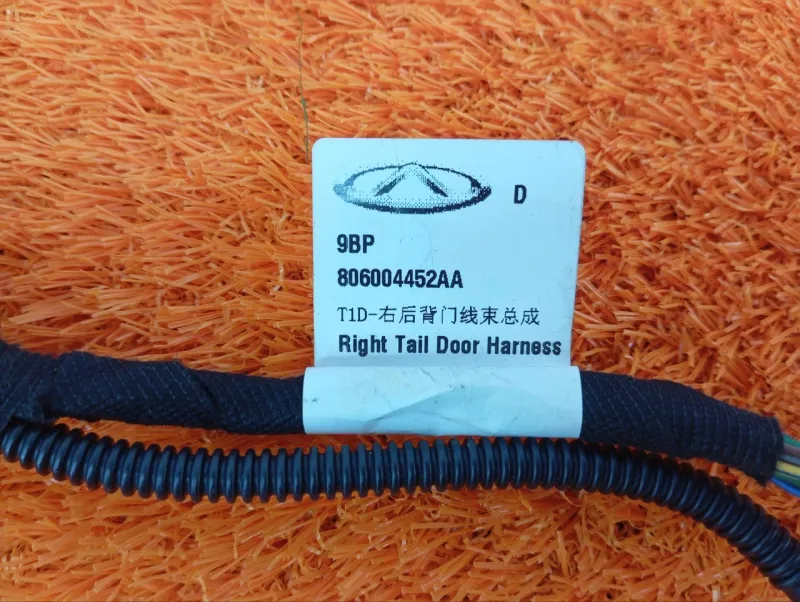 D
9BP
806004452AA
T1D-右后背门线束总成
Right Tail Door Harness